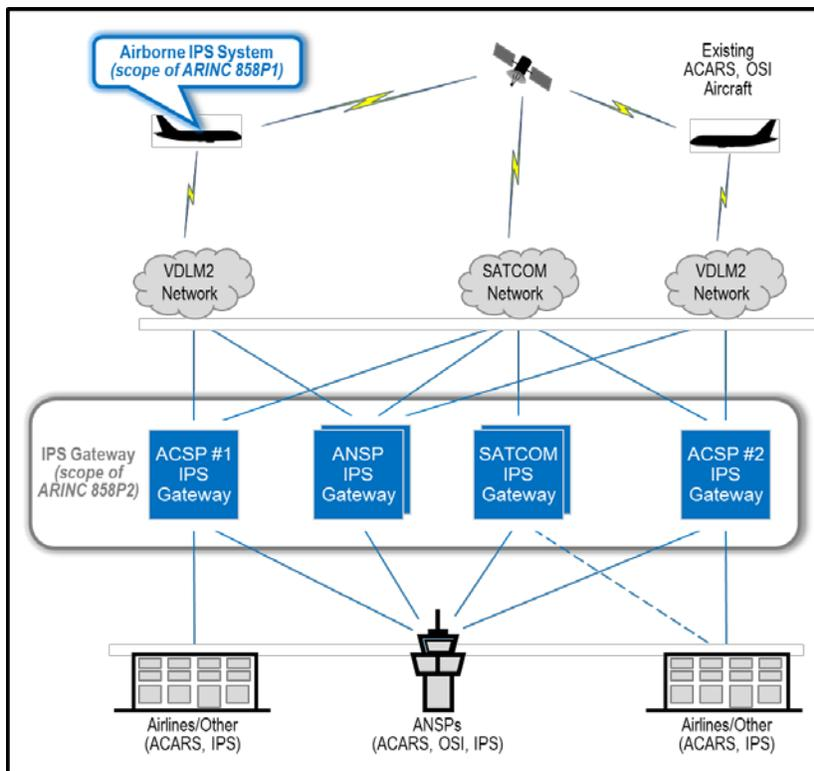 Airborne IPS System
(scope of ARINC 858P1)
Existing
ACARS, OSI
Aircraft
VDLM2
Network
SATCOM
Network
VDLM2
Network
IPS Gateway
(scope of
ARINC 858P2)
ACSP #1
IPS
Gateway
ANSP
IPS
Gateway
SATCOM
IPS
Gateway
ACSP #2
IPS
Gateway
Airlines/Other
(ACARS, IPS)
ANSPs
(ACARS, OSI, IPS)
Airlines/Other
(ACARS, IPS)